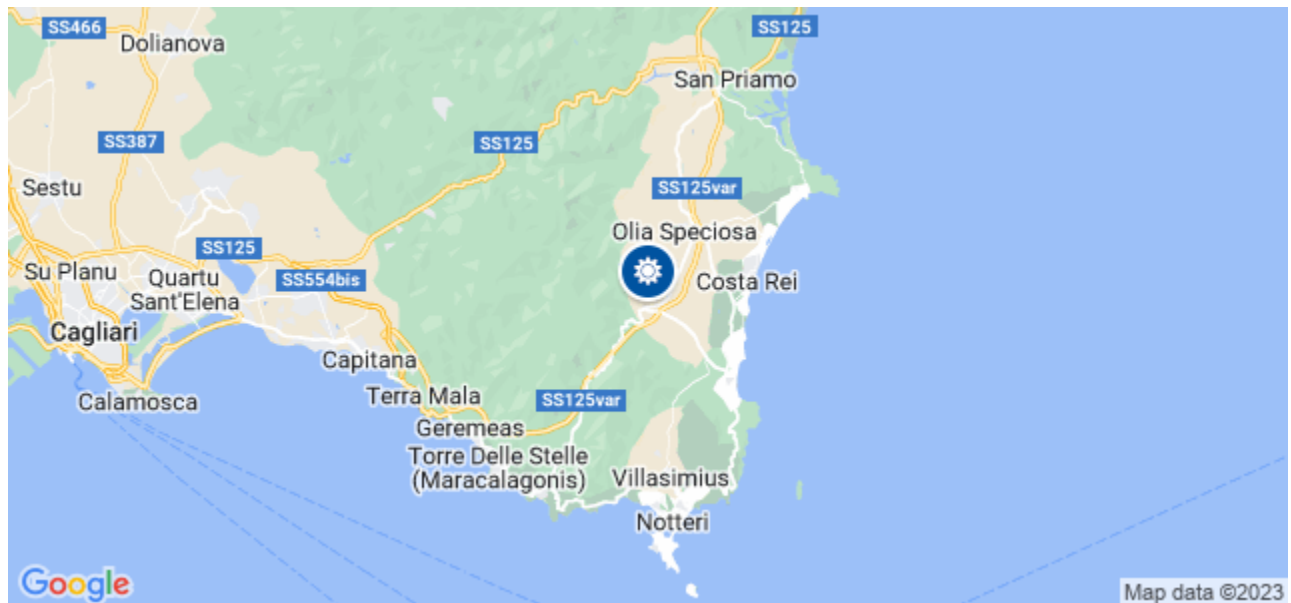 SS466
Dolianova
SS125
San Priamo
SS387
SS125
Sestu
SS125var
Olia Speciosa
SS125
Su Planu
Quartu
Sant'Elena
SS554bis
Costa Rei
Cagliari
Capitana
Calamosca
Terra Mala
SS125var
Geremeas
Torre Delle Stelle
(Maracalagonis)
Villasimius
Notteri
Google
Map data ©2023